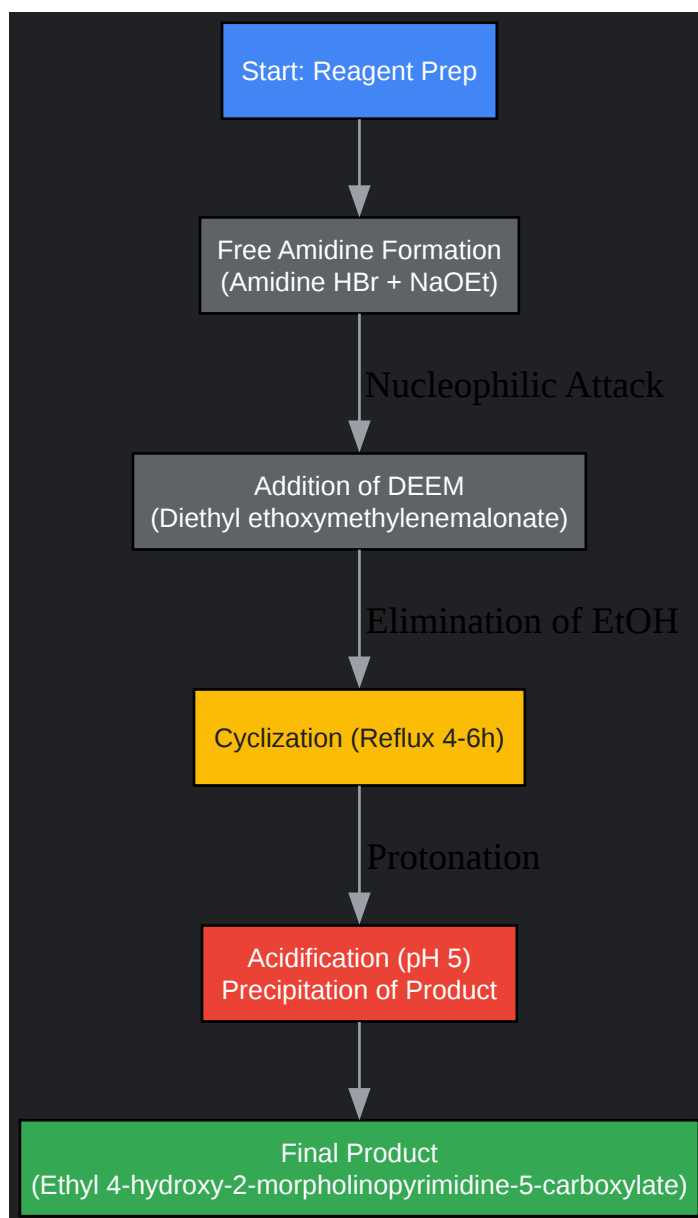 Start: Reagent Prep
Free Amidine Formation
(Amidine HBr + NaOEt)
Nucleophilic Attack
Addition of DEEM
(Diethyl ethoxymethylenemalonate)
Elimination of EtOH
Cyclization (Reflux 4-6h)
Protonation
Acidification (pH 5)
Precipitation of Product
Final Product
(Ethyl 4-hydroxy-2-morpholinopyrimidine-5-carboxylate)